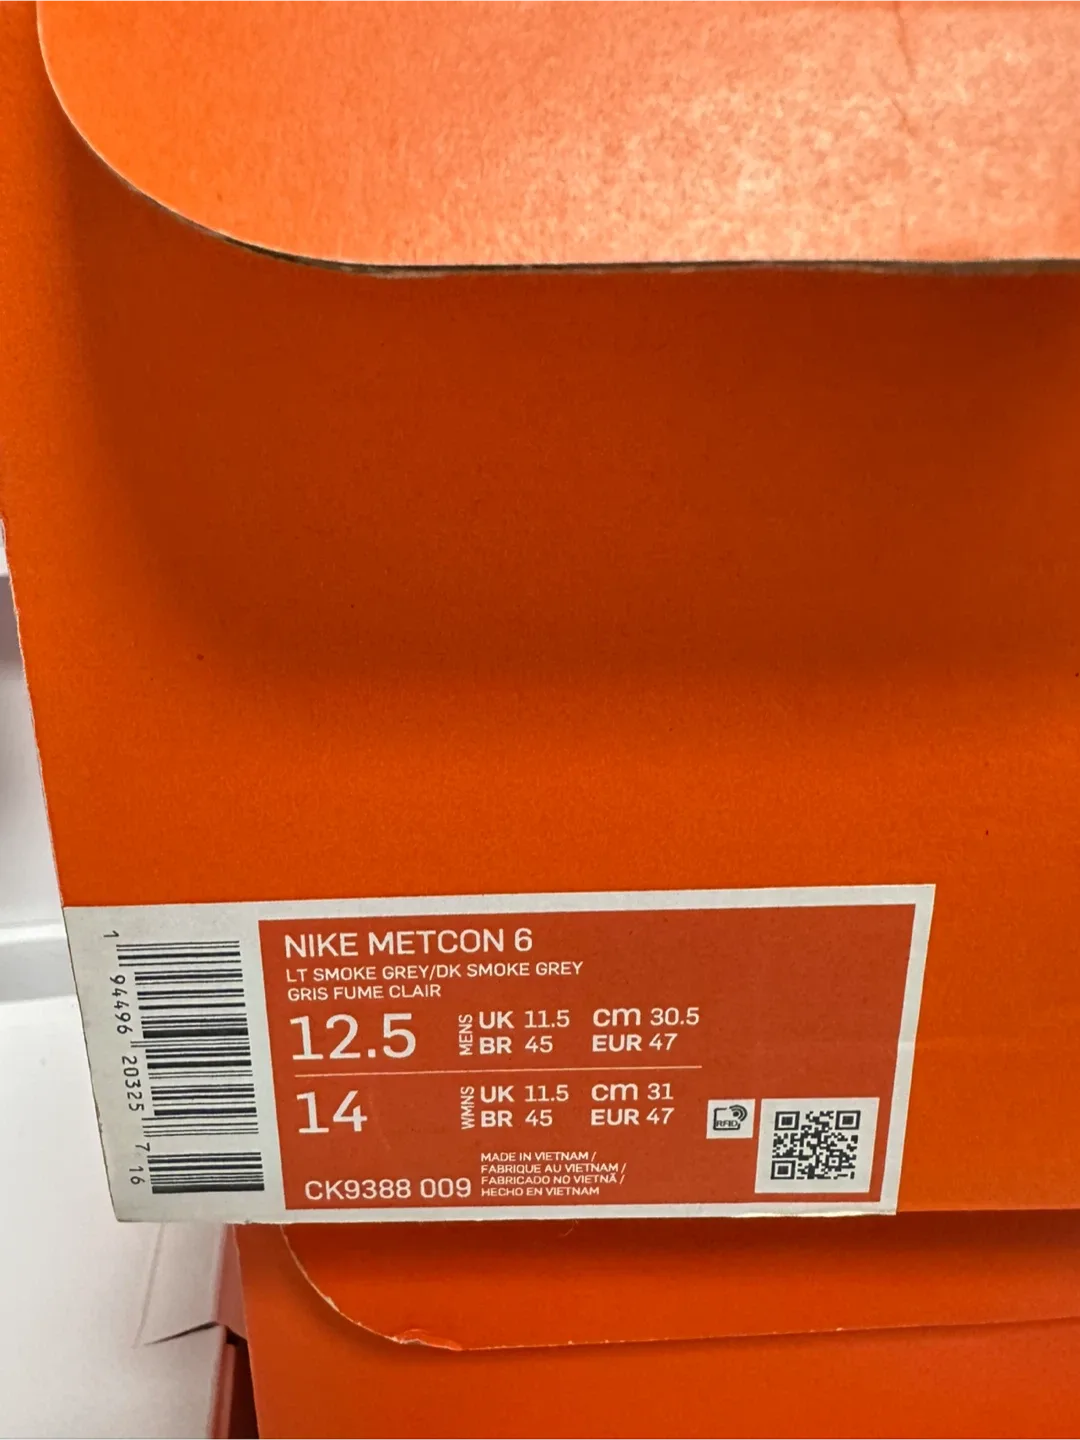 NIKE METCON 6
LT SMOKE GREY/DK SMOKE GREY
GRIS FUME CLAIR
12.5 MENS UK 11.5 cm 30.5
BR 45 EUR 47
14 WMNS UK 11.5 cm 31
BR 45 EUR 47
RFID
MADE IN VIETNAM /
FABRIQUE AU VIETNAM /
FABRICADO NO VIETNÃ /
HECHO EN VIETNAM
CK9388 009
1 94496 20325 7 16